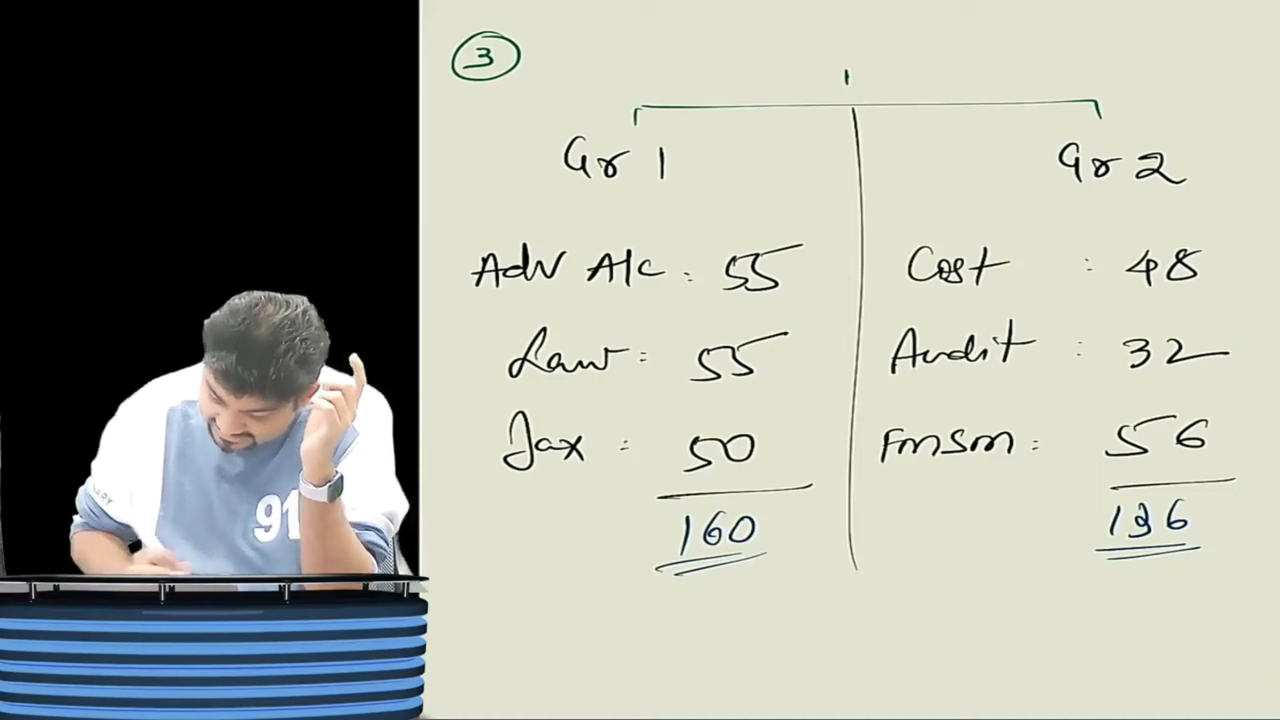 3
Gr 1
Gr 2
Adv A/c : 55
Cost : 48
Law : 55
Audit : 32
Tax : 50
FMSM : 56
160
136
91